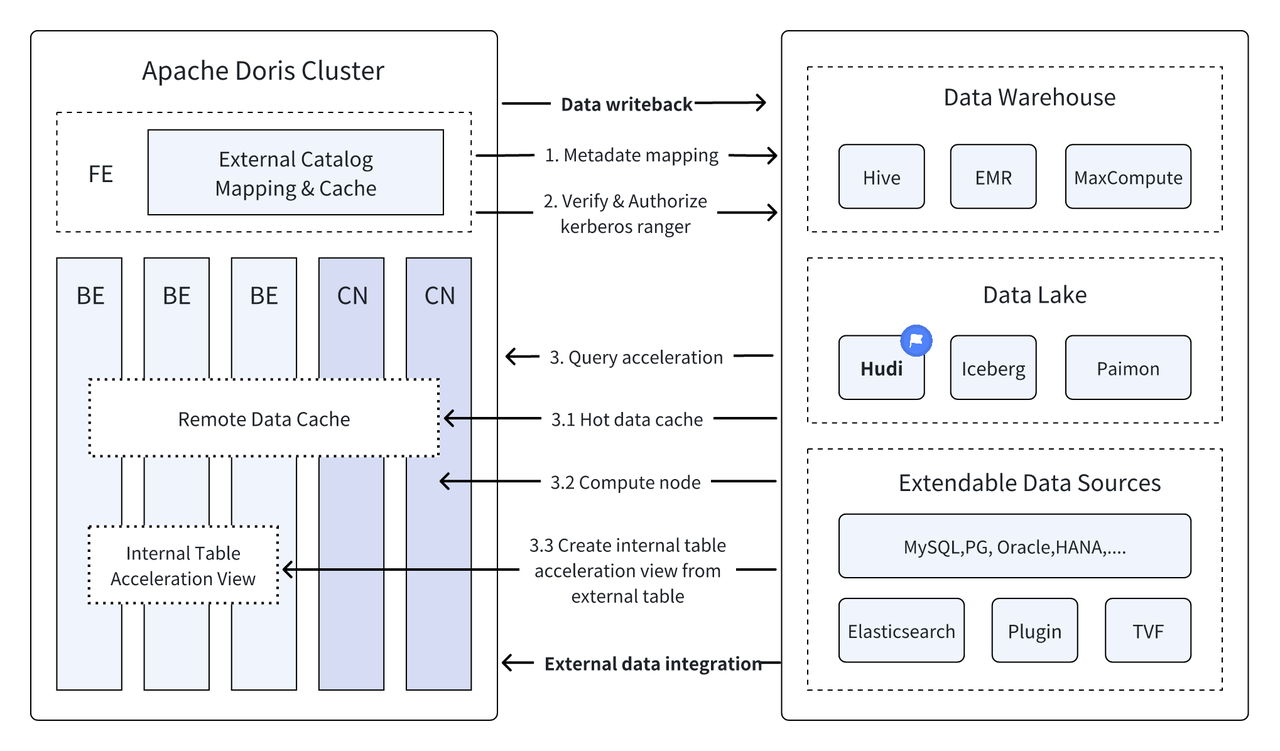 Apache Doris Cluster
FE
External Catalog
Mapping & Cache
BE
BE
BE
CN
CN
Remote Data Cache
Internal Table
Acceleration View
Data writeback
1. Metadate mapping
2. Verify & Authorize
kerberos ranger
3. Query acceleration
3.1 Hot data cache
3.2 Compute node
3.3 Create internal table
acceleration view from
external table
External data integration
Data Warehouse
Hive
EMR
MaxCompute
Data Lake
Hudi
Iceberg
Paimon
Extendable Data Sources
MySQL,PG, Oracle,HANA,....
Elasticsearch
Plugin
TVF